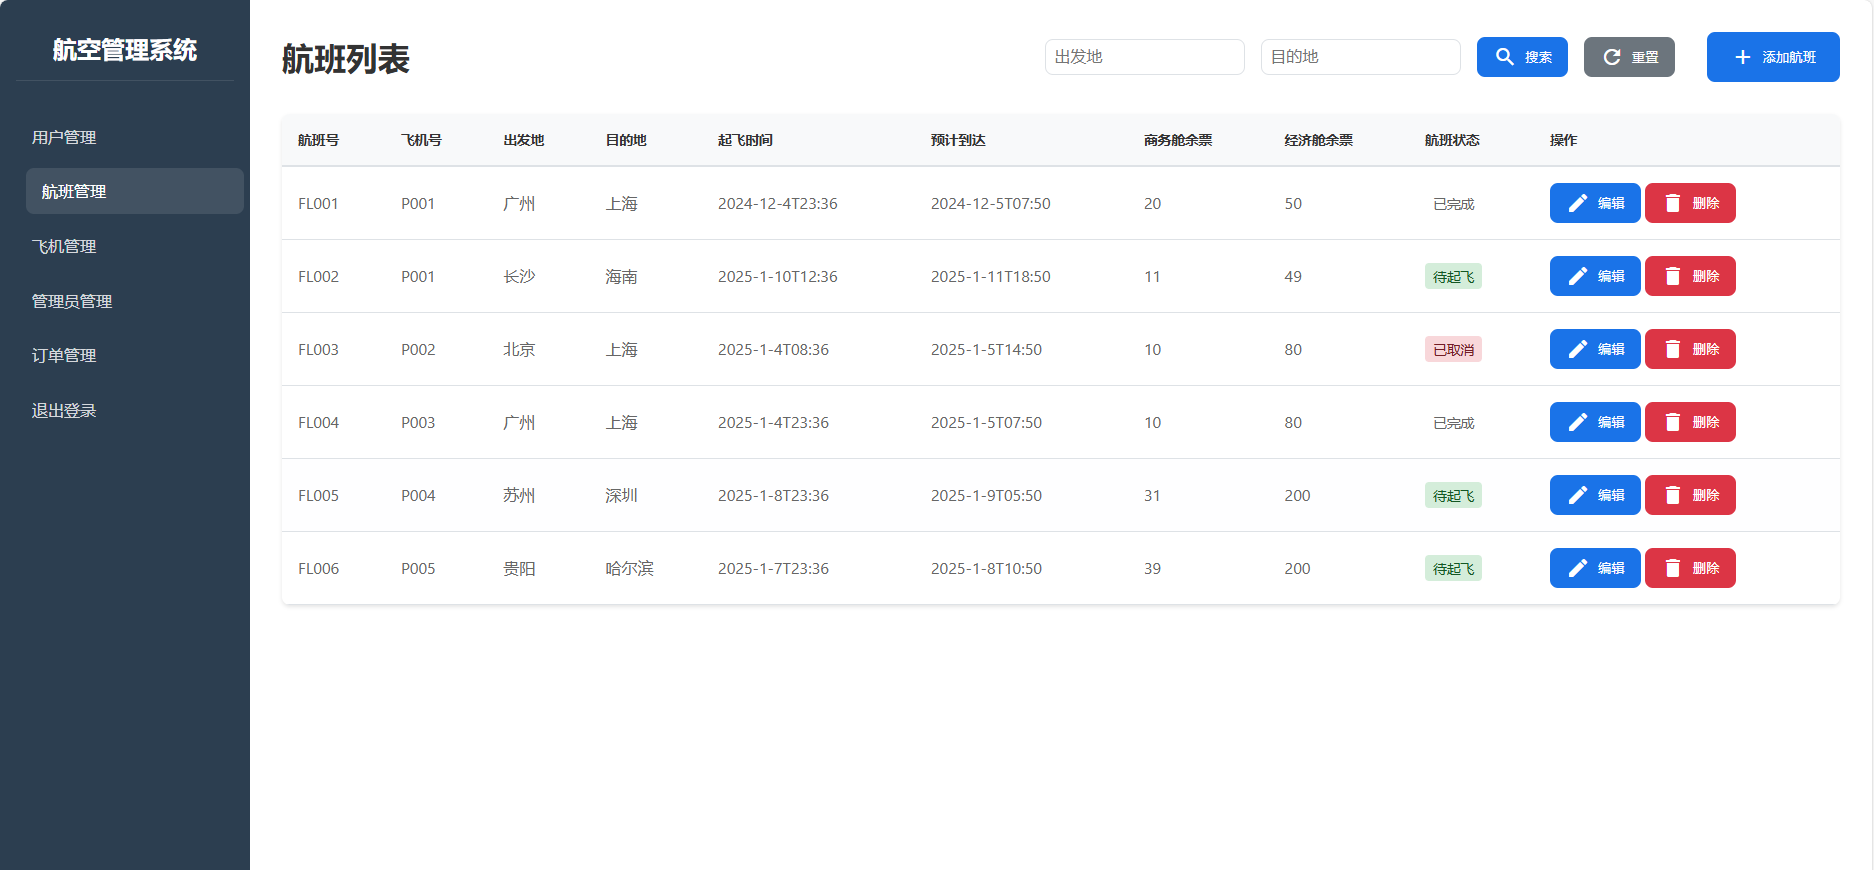 航空管理系统
用户管理
航班管理
飞机管理
管理员管理
订单管理
退出登录
航班列表 出发地 目的地 搜索 重置 添加航班
航班号 飞机号 出发地 目的地 起飞时间 预计到达 商务舱余票 经济舱余票 航班状态 操作
FL001 P001 广州 上海 2024-12-4T23:36 2024-12-5T07:50 20 50 已完成 编辑 删除
FL002 P001 长沙 海南 2025-1-10T12:36 2025-1-11T18:50 11 49 待起飞 编辑 删除
FL003 P002 北京 上海 2025-1-4T08:36 2025-1-5T14:50 10 80 已取消 编辑 删除
FL004 P003 广州 上海 2025-1-4T23:36 2025-1-5T07:50 10 80 已完成 编辑 删除
FL005 P004 苏州 深圳 2025-1-8T23:36 2025-1-9T05:50 31 200 待起飞 编辑 删除
FL006 P005 贵阳 哈尔滨 2025-1-7T23:36 2025-1-8T10:50 39 200 待起飞 编辑 删除